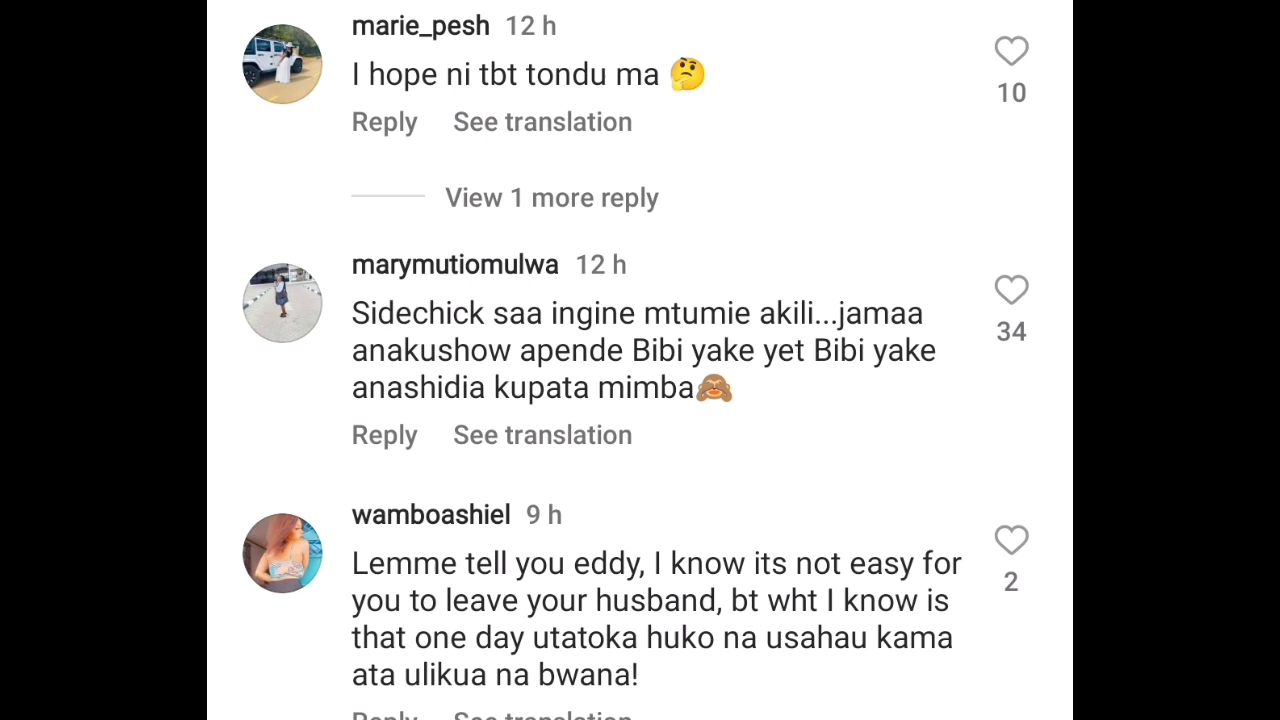 marie_pesh 12 h
I hope ni tbt tondu ma 🤔
10
Reply See translation
View 1 more reply
marymutiomulwa 12 h
Sidechick saa ingine mtumie akili...jamaa
anakushow apende Bibi yake yet Bibi yake
anashidia kupata mimba🙈
34
Reply See translation
wamboashiel 9 h
Lemme tell you eddy, I know its not easy for
you to leave your husband, bt wht I know is
that one day utatoka huko na usahau kama
ata ulikua na bwana!
2
Reply See translation